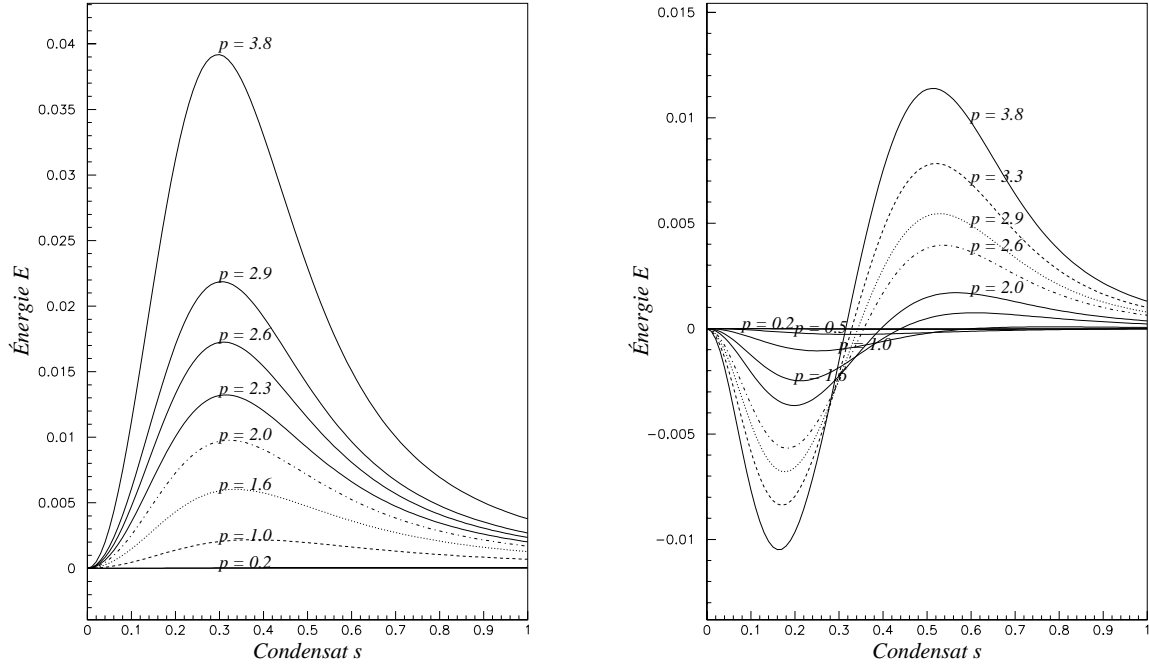 0.04
0.035
0.03
0.025
0.02
0.015
0.01
0.005
0
Énergie E
p = 3.8
p = 2.9
p = 2.6
p = 2.3
p = 2.0
p = 1.6
p = 1.0
p = 0.2
0 0.1 0.2 0.3 0.4 0.5 0.6 0.7 0.8 0.9 1
Condensat s
0.015
0.01
0.005
0
−0.005
−0.01
Énergie E
p = 3.8
p = 3.3
p = 2.9
p = 2.6
p = 2.0
p = 0.2
p = 0.5
p = 1.0
p = 1.6
0 0.1 0.2 0.3 0.4 0.5 0.6 0.7 0.8 0.9 1
Condensat s